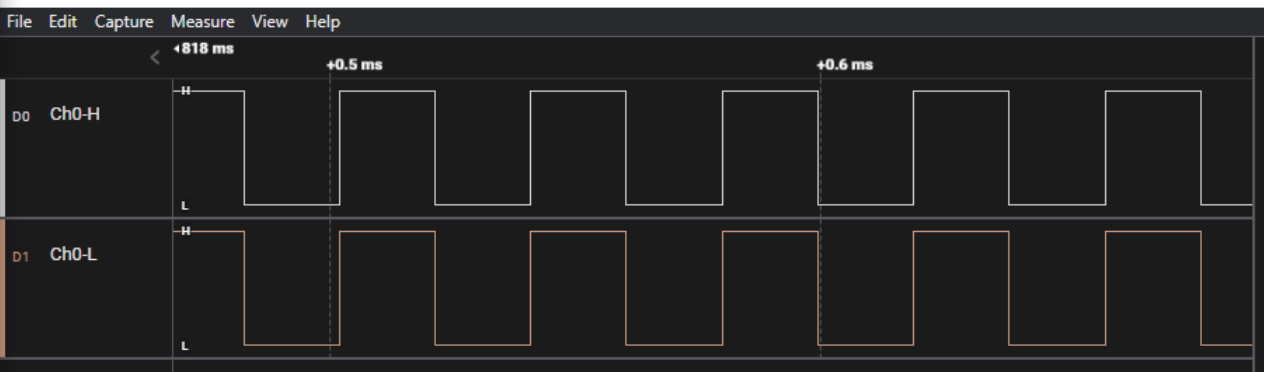 File Edit Capture Measure View Help
< ◂818 ms
+0.5 ms +0.6 ms
H
D0 Ch0-H
L
H
D1 Ch0-L
L